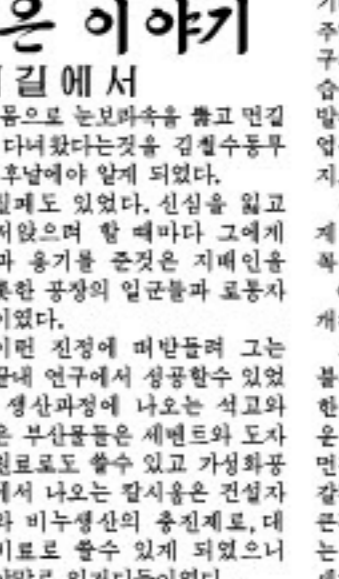 은 이야기
길에서
몸으로 눈보라속을 뚫고 먼길
다녀왔다는것을 김철수동무
후날에야 알게 되였다.
실패도 있었다. 신심을 잃고
저앉으려 할 때마다 그에게
과 용기를 준것은 지배인을
롯한 공장의 일군들과 로동자
이였다.
이런 진정에 떠받들려 그는
끝내 연구에서 성공할수 있었
생산과정에 나오는 석고와
은 부산물들은 세멘트와 도자
원료로도 쓸수 있고 가성화공
에서 나오는 칼시움은 건설자
와 비누생산의 충진제로, 대
비료로 쓸수 있게 되였으니